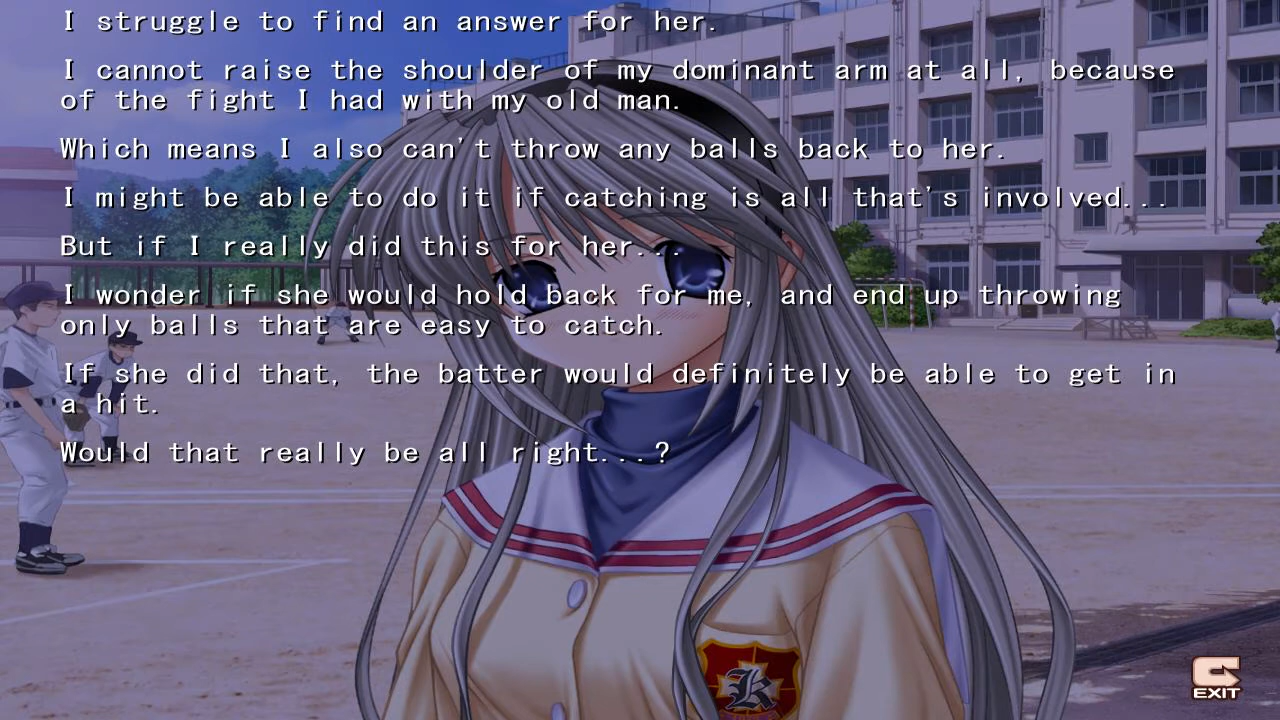 I struggle to find an answer for her.
I cannot raise the shoulder of my dominant arm at all, because
of the fight I had with my old man.
Which means I also can't throw any balls back to her.
I might be able to do it if catching is all that's involved...
But if I really did this for her...
I wonder if she would hold back for me, and end up throwing
only balls that are easy to catch.
If she did that, the batter would definitely be able to get in
a hit.
Would that really be all right...?
K
EXIT